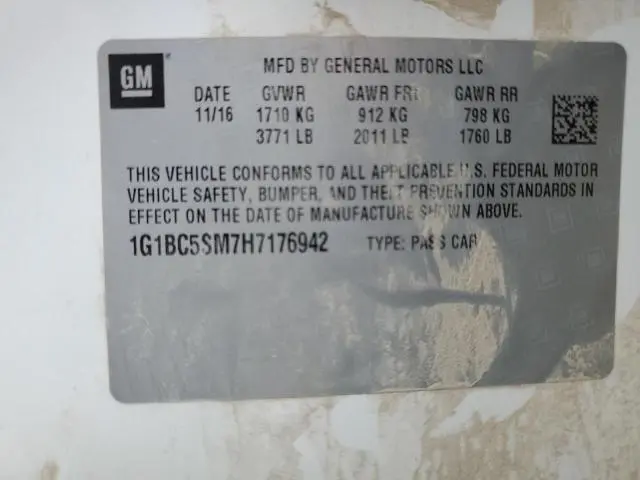 GM
MFD BY GENERAL MOTORS LLC
DATE GVWR GAWR FRT GAWR RR
11/16 1710 KG 912 KG 798 KG
3771 LB 2011 LB 1760 LB
THIS VEHICLE CONFORMS TO ALL APPLICABLE U.S. FEDERAL MOTOR
VEHICLE SAFETY, BUMPER, AND THEFT PREVENTION STANDARDS IN
EFFECT ON THE DATE OF MANUFACTURE SHOWN ABOVE.
1G1BC5SM7H7176942 TYPE: PASS CAR